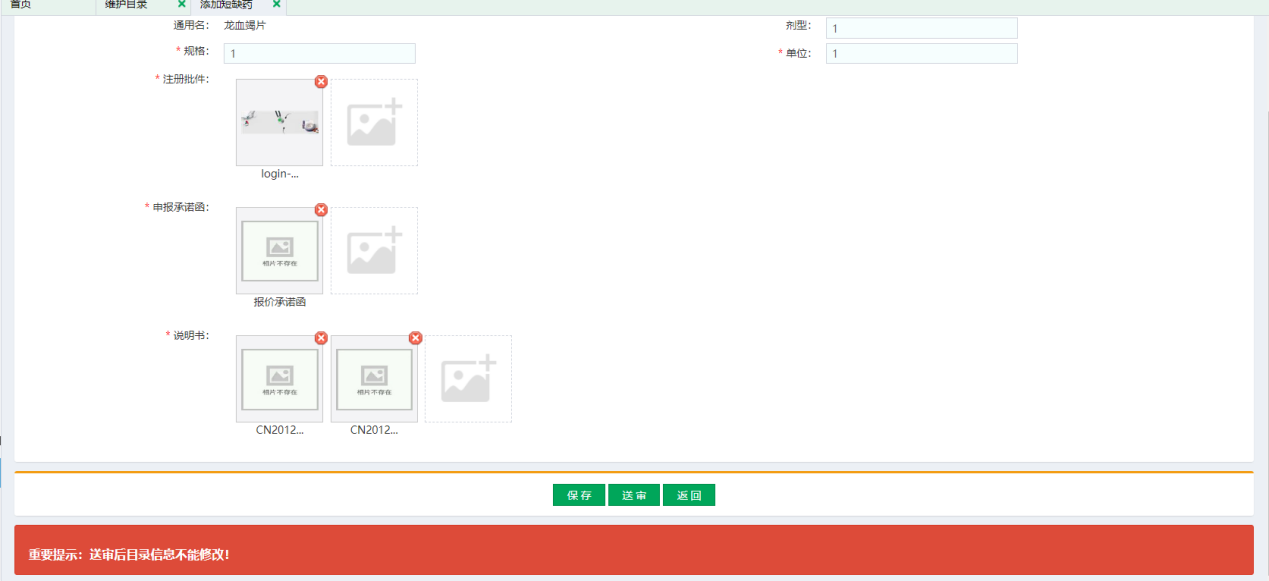 首页 维护目录 添加短缺药
通用名： 龙血竭片 剂型： 1
* 规格： 1 * 单位： 1
* 注册批件：
login-...
* 申报承诺函：
相片不存在
报价承诺函
* 说明书：
相片不存在 相片不存在
CN2012... CN2012...
保存 送审 返回
重要提示：送审后目录信息不能修改!